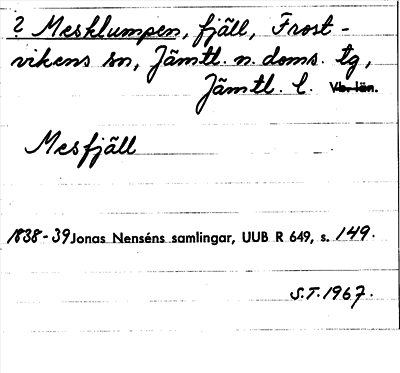 ? Mesklumpen, fjäll, Frost-
vikens sn, Jämtl. n. doms. tg,
Jämtl. l. Vb. län.
Mesfjäll
1838-39 Jonas Nenséns samlingar, UUB R 649, s. 149.
S.T. 1967.